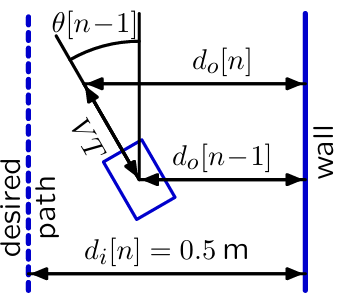 θ[n−1]
d_o[n]
VT
d_o[n−1]
wall
desired
path
d_i[n] = 0.5 m